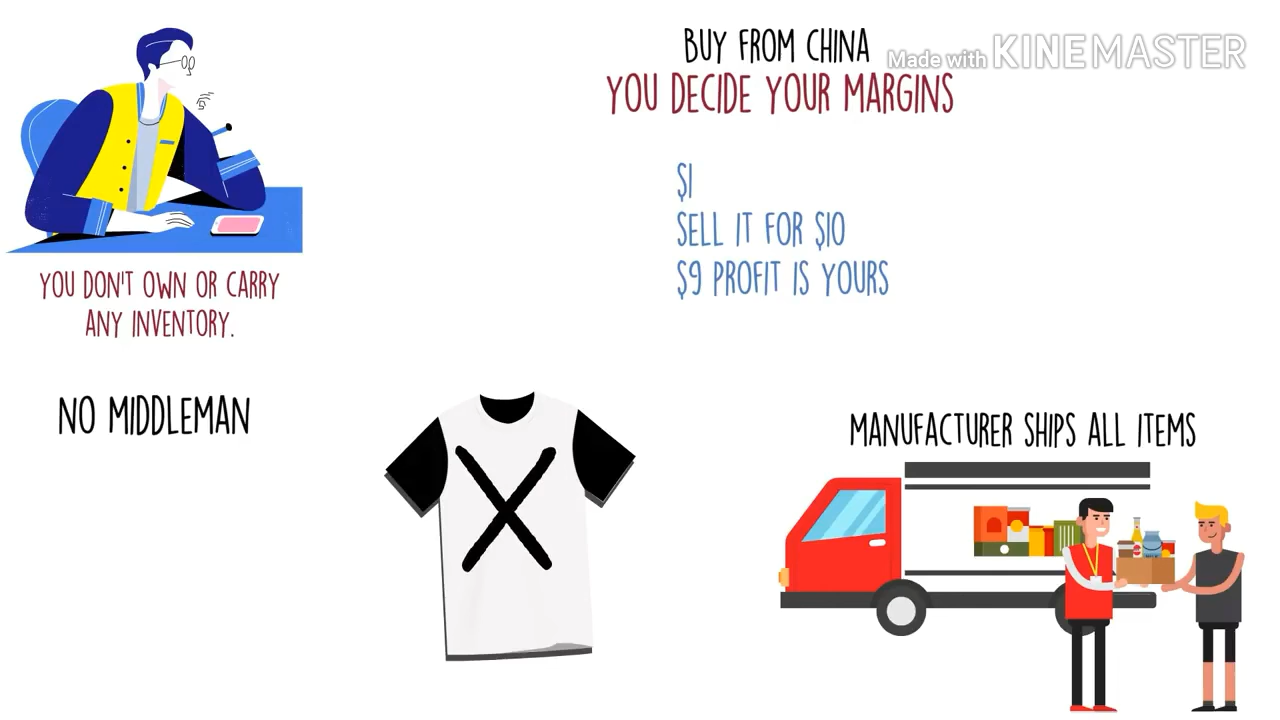 BUY FROM CHINA
Made with KINEMASTER
YOU DECIDE YOUR MARGINS
$1
SELL IT FOR $10
$9 PROFIT IS YOURS
YOU DON'T OWN OR CARRY
ANY INVENTORY.
NO MIDDLEMAN
X
MANUFACTURER SHIPS ALL ITEMS